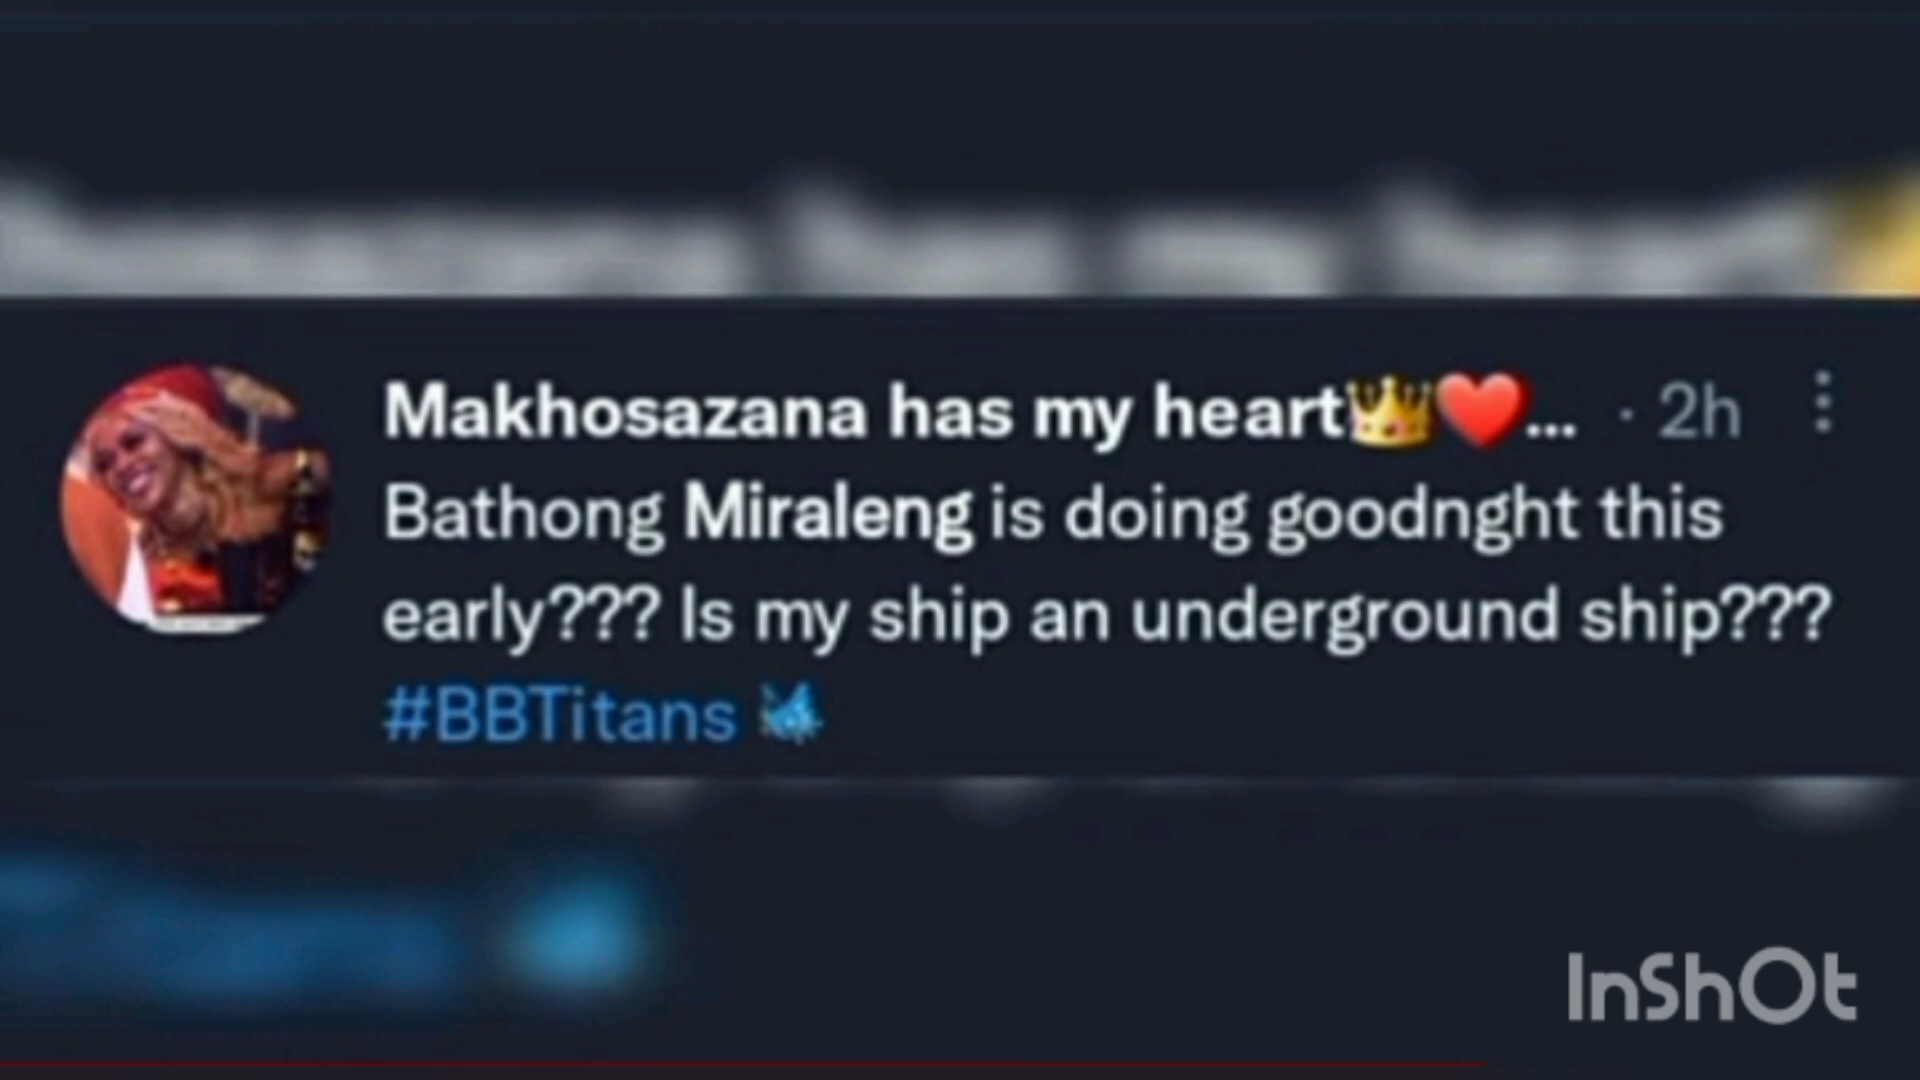 Makhosazana has my heart👑❤️... · 2h
Bathong Miraleng is doing goodnght this
early??? Is my ship an underground ship???
#BBTitans
InShOt